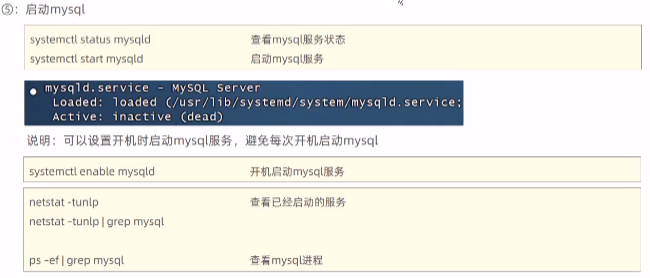 ⑤：启动mysql
systemctl status mysqld 查看mysql服务状态
systemctl start mysqld 启动mysql服务
● mysqld.service - MySQL Server
Loaded: loaded (/usr/lib/systemd/system/mysqld.service;
Active: inactive (dead)
说明：可以设置开机时启动mysql服务，避免每次开机启动mysql
systemctl enable mysqld 开机启动mysql服务
netstat -tunlp 查看已经启动的服务
netstat -tunlp | grep mysql
ps -ef | grep mysql 查看mysql进程